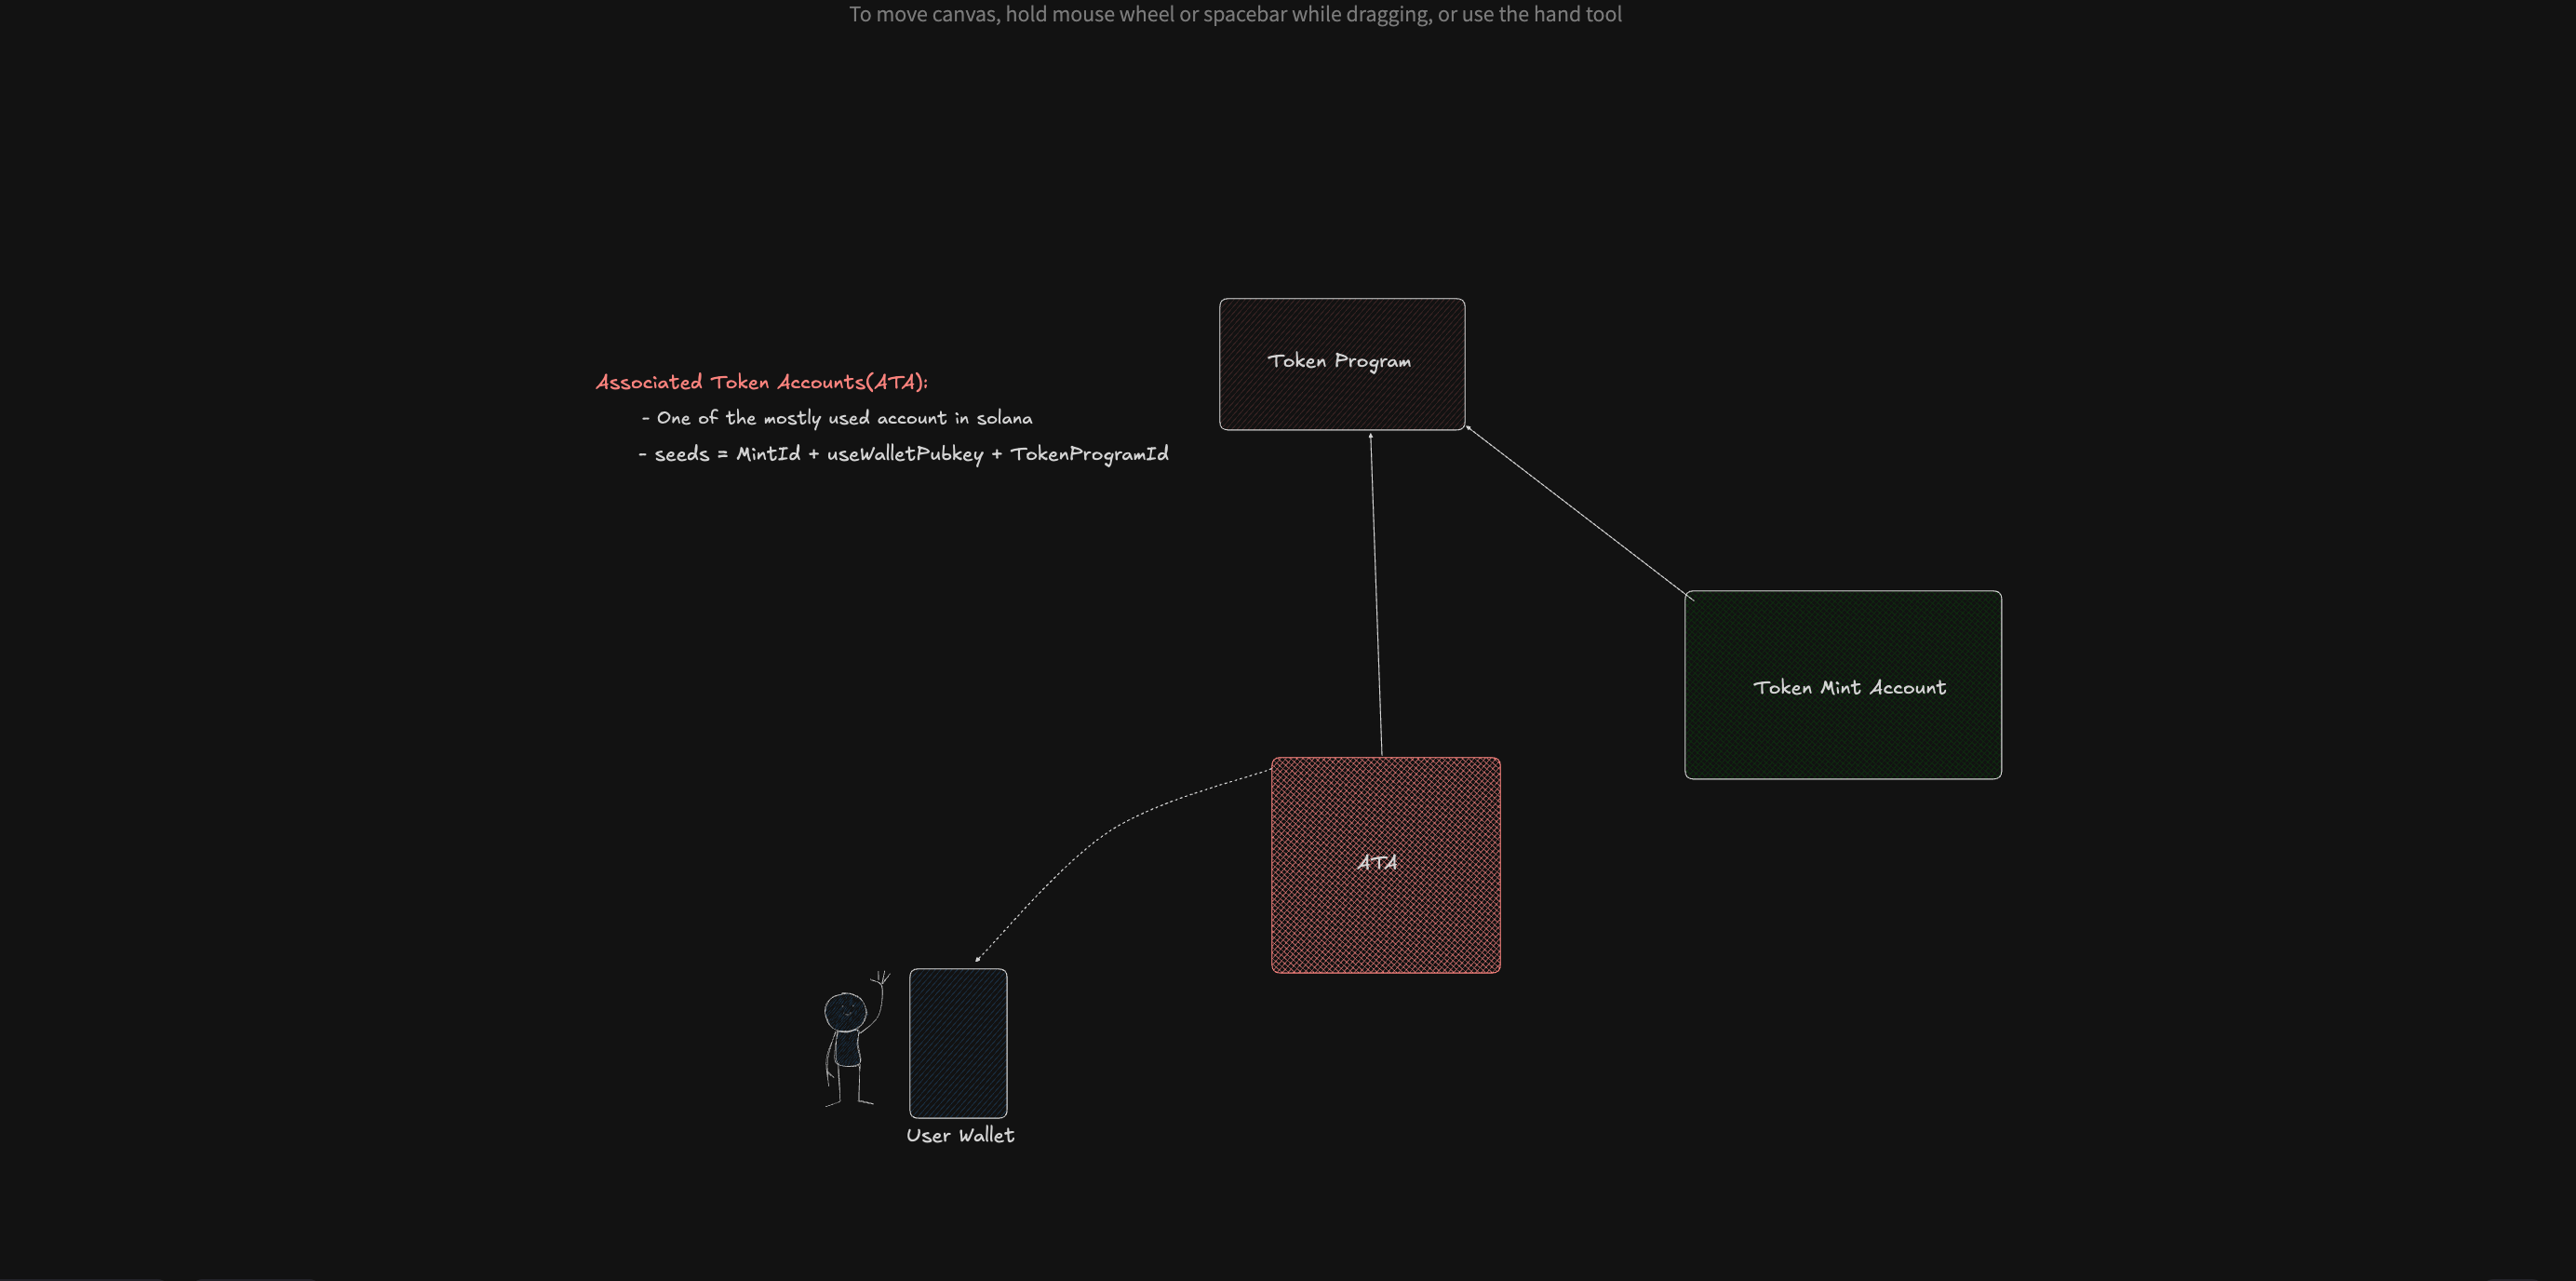 To move canvas, hold mouse wheel or spacebar while dragging, or use the hand tool
Token Program
Associated Token Accounts(ATA):
- One of the mostly used account in solana
- seeds = MintId + useWalletPubkey + TokenProgramId
Token Mint Account
ATA
User Wallet